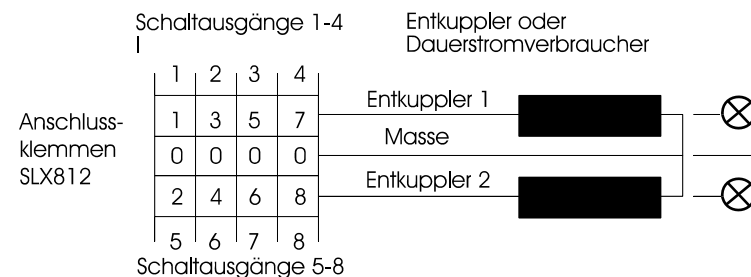 Schaltausgänge 1-4
Entkuppler oder
Dauerstromverbraucher
1 2 3 4
Anschluss-
klemmen
SLX812
1 3 5 7
Entkuppler 1
0 0 0 0
Masse
2 4 6 8
Entkuppler 2
5 6 7 8
Schaltausgänge 5-8